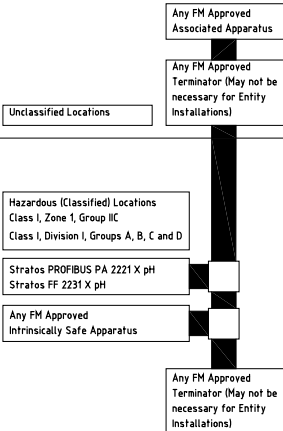 Any FM Approved
Associated Apparatus
Any FM Approved
Terminator (May not be
necessary for Entity
Installations)
Unclassified Locations
Hazardous (Classified) Locations
Class I, Zone 1, Group IIC
Class I, Division I, Groups A, B, C and D
Stratos PROFIBUS PA 2221 X pH
Stratos FF 2231 X pH
Any FM Approved
Intrinsically Safe Apparatus
Any FM Approved
Terminator (May not be
necessary for Entity
Installations)